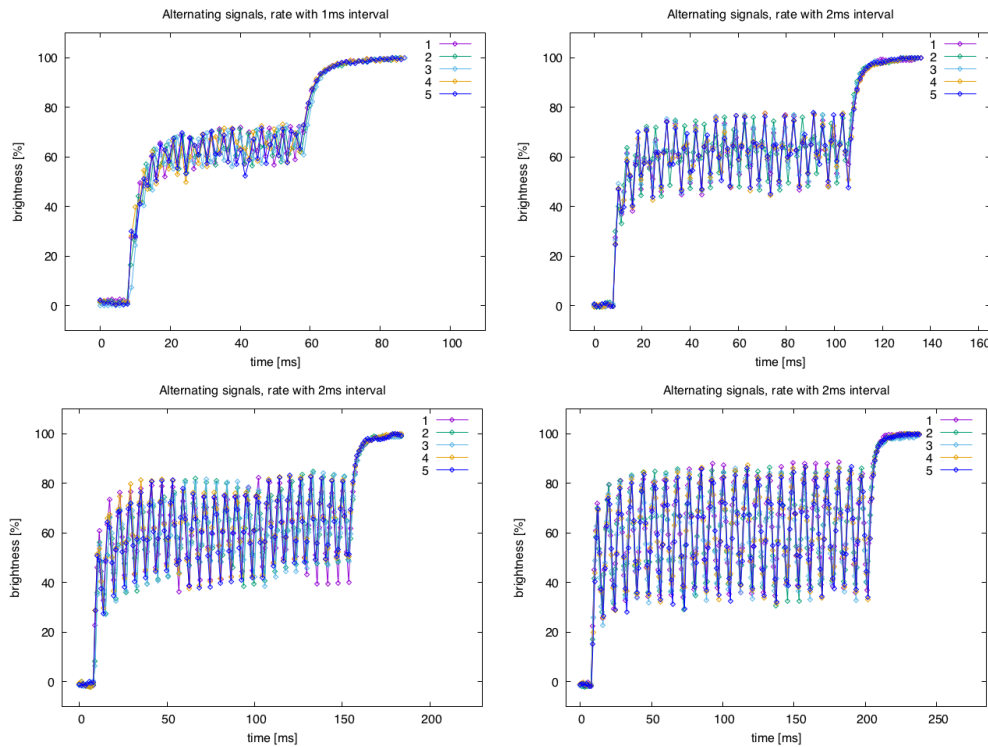 Alternating signals, rate with 1ms interval
brightness [%]
100
80
60
40
20
0
1
2
3
4
5
0 20 40 60 80 100
time [ms]
Alternating signals, rate with 2ms interval
brightness [%]
100
80
60
40
20
0
1
2
3
4
5
0 20 40 60 80 100 120 140 160
time [ms]
Alternating signals, rate with 2ms interval
brightness [%]
100
80
60
40
20
0
1
2
3
4
5
0 50 100 150 200
time [ms]
Alternating signals, rate with 2ms interval
brightness [%]
100
80
60
40
20
0
1
2
3
4
5
0 50 100 150 200 250
time [ms]